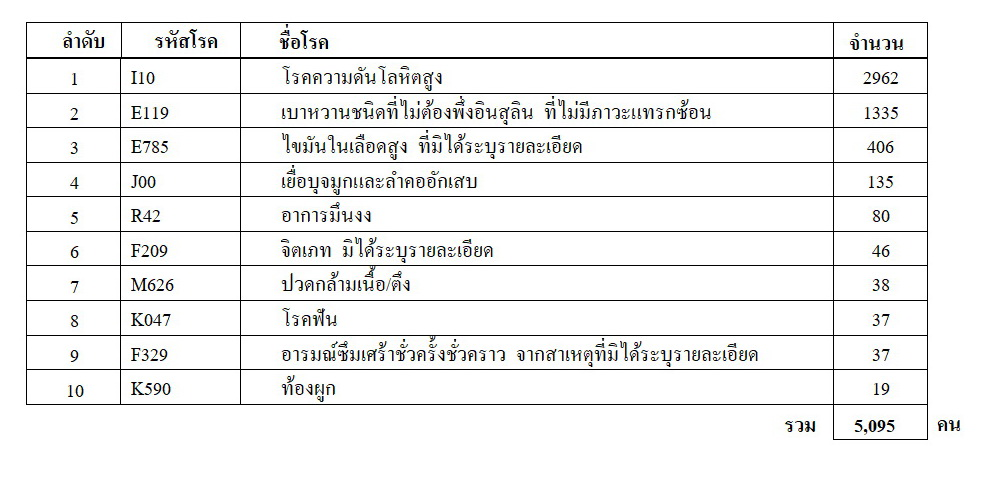 ลำดับ รหัสโรค ชื่อโรค จำนวน
1 I10 โรคความดันโลหิตสูง 2962
2 E119 เบาหวานชนิดที่ไม่ต้องพึ่งอินสุลิน ที่ไม่มีภาวะแทรกซ้อน 1335
3 E785 ไขมันในเลือดสูง ที่มิได้ระบุรายละเอียด 406
4 J00 เยื่อบุจมูกและลำคออักเสบ 135
5 R42 อาการมึนงง 80
6 F209 จิตเภท มิได้ระบุรายละเอียด 46
7 M626 ปวดกล้ามเนื้อ/ตึง 38
8 K047 โรคฟัน 37
9 F329 อารมณ์ซึมเศร้าชั่วครั้งชั่วคราว จากสาเหตุที่มิได้ระบุรายละเอียด 37
10 K590 ท้องผูก 19
รวม 5,095 คน